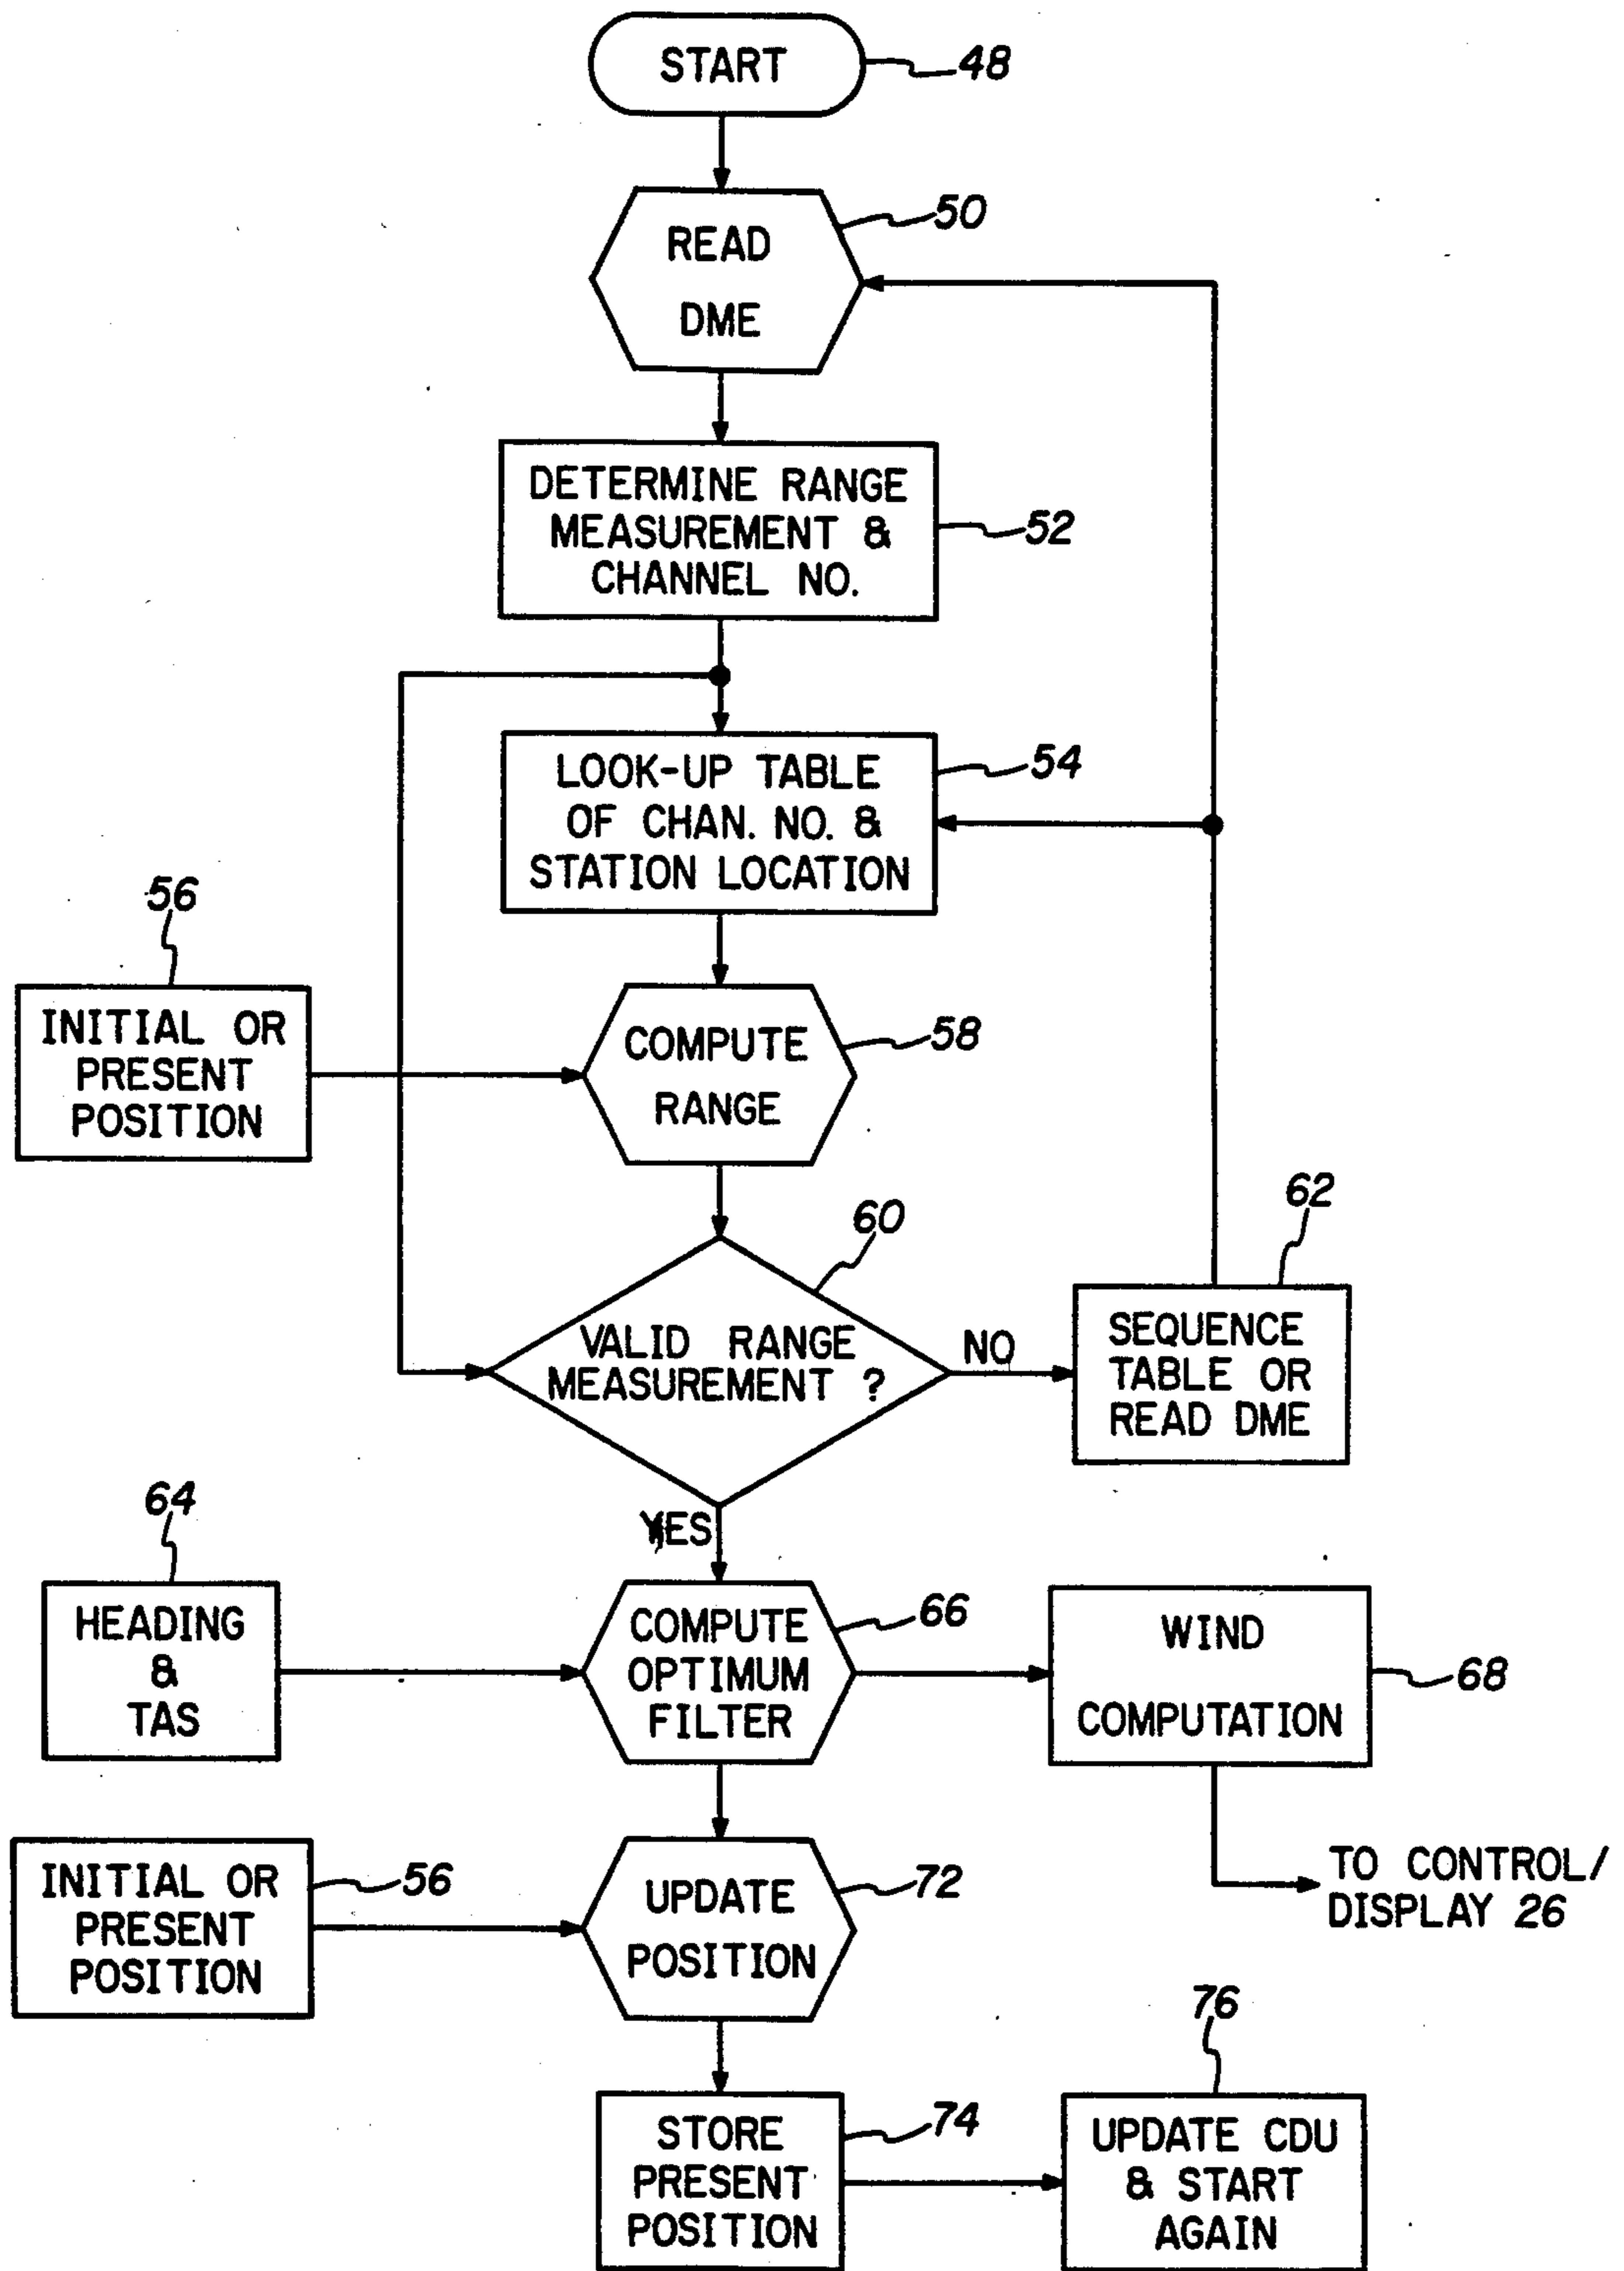 START
48
READ
DME
50
DETERMINE RANGE
MEASUREMENT &
CHANNEL NO.
52
LOOK-UP TABLE
OF CHAN. NO. &
STATION LOCATION
54
56
INITIAL OR
PRESENT
POSITION
COMPUTE
RANGE
58
60
VALID RANGE
MEASUREMENT ?
NO
62
SEQUENCE
TABLE OR
READ DME
YES
64
HEADING
&
TAS
COMPUTE
OPTIMUM
FILTER
66
WIND
COMPUTATION
68
TO CONTROL/
DISPLAY 26
INITIAL OR
PRESENT
POSITION
56
UPDATE
POSITION
72
STORE
PRESENT
POSITION
74
76
UPDATE CDU
& START
AGAIN